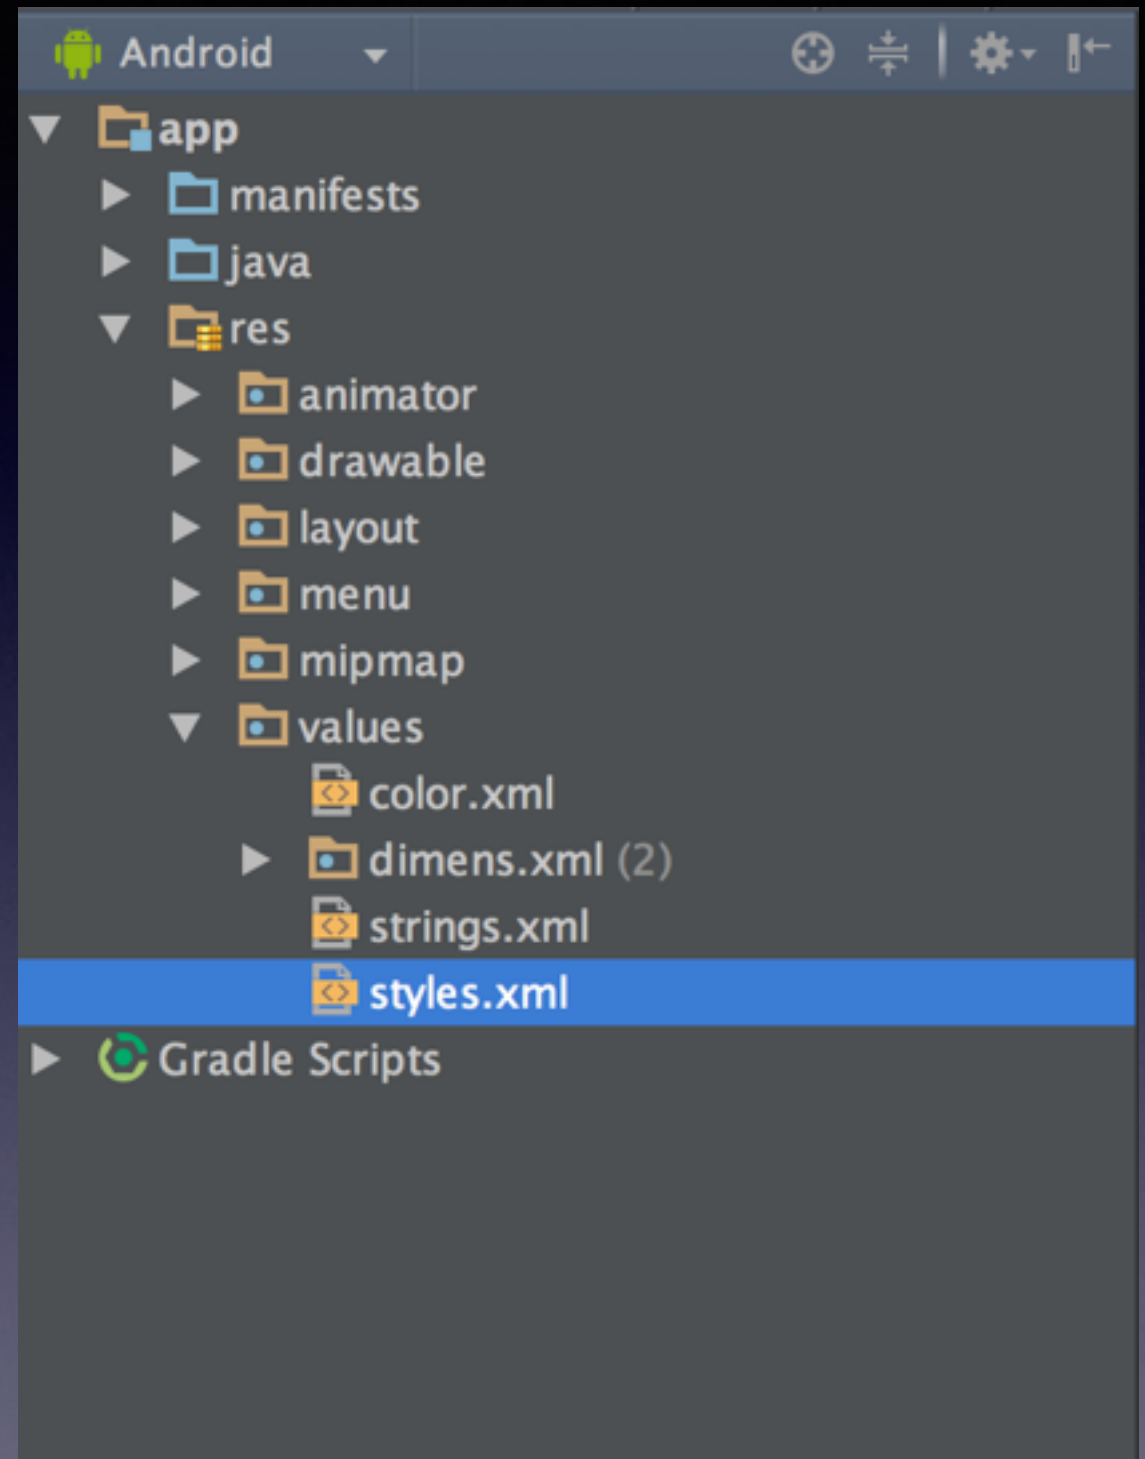 Android
app
manifests
java
res
animator
drawable
layout
menu
mipmap
values
color.xml
dimens.xml (2)
strings.xml
styles.xml
Gradle Scripts